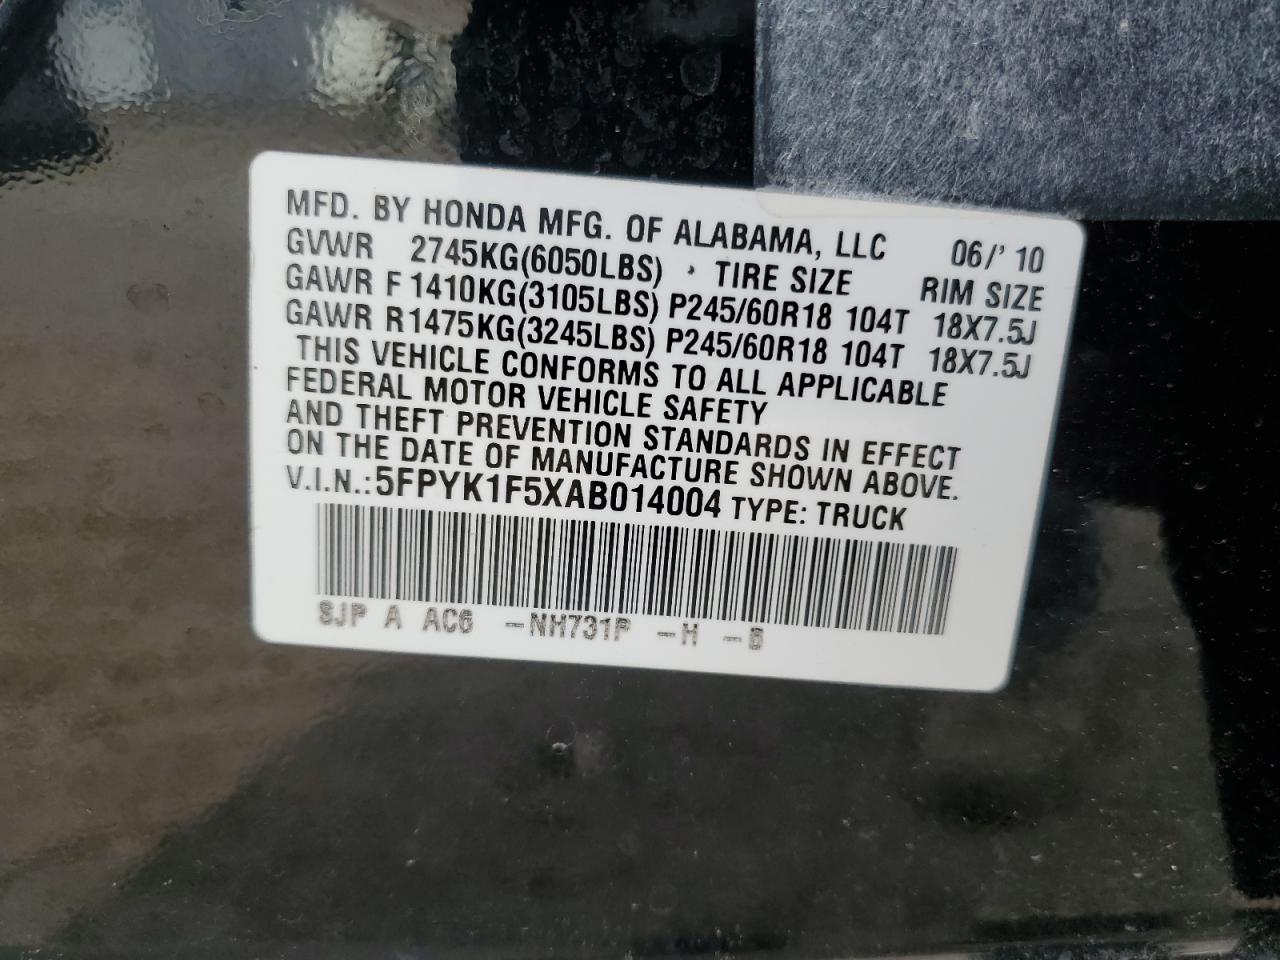 MFD. BY HONDA MFG. OF ALABAMA, LLC 06/' 10
GVWR 2745KG(6050LBS) • TIRE SIZE RIM SIZE
GAWR F 1410KG(3105LBS) P245/60R18 104T 18X7.5J
GAWR R1475KG(3245LBS) P245/60R18 104T 18X7.5J
THIS VEHICLE CONFORMS TO ALL APPLICABLE
FEDERAL MOTOR VEHICLE SAFETY
AND THEFT PREVENTION STANDARDS IN EFFECT
ON THE DATE OF MANUFACTURE SHOWN ABOVE.
V.I.N.:5FPYK1F5XAB014004 TYPE: TRUCK
SJP A AC6 -NH731P -H -B